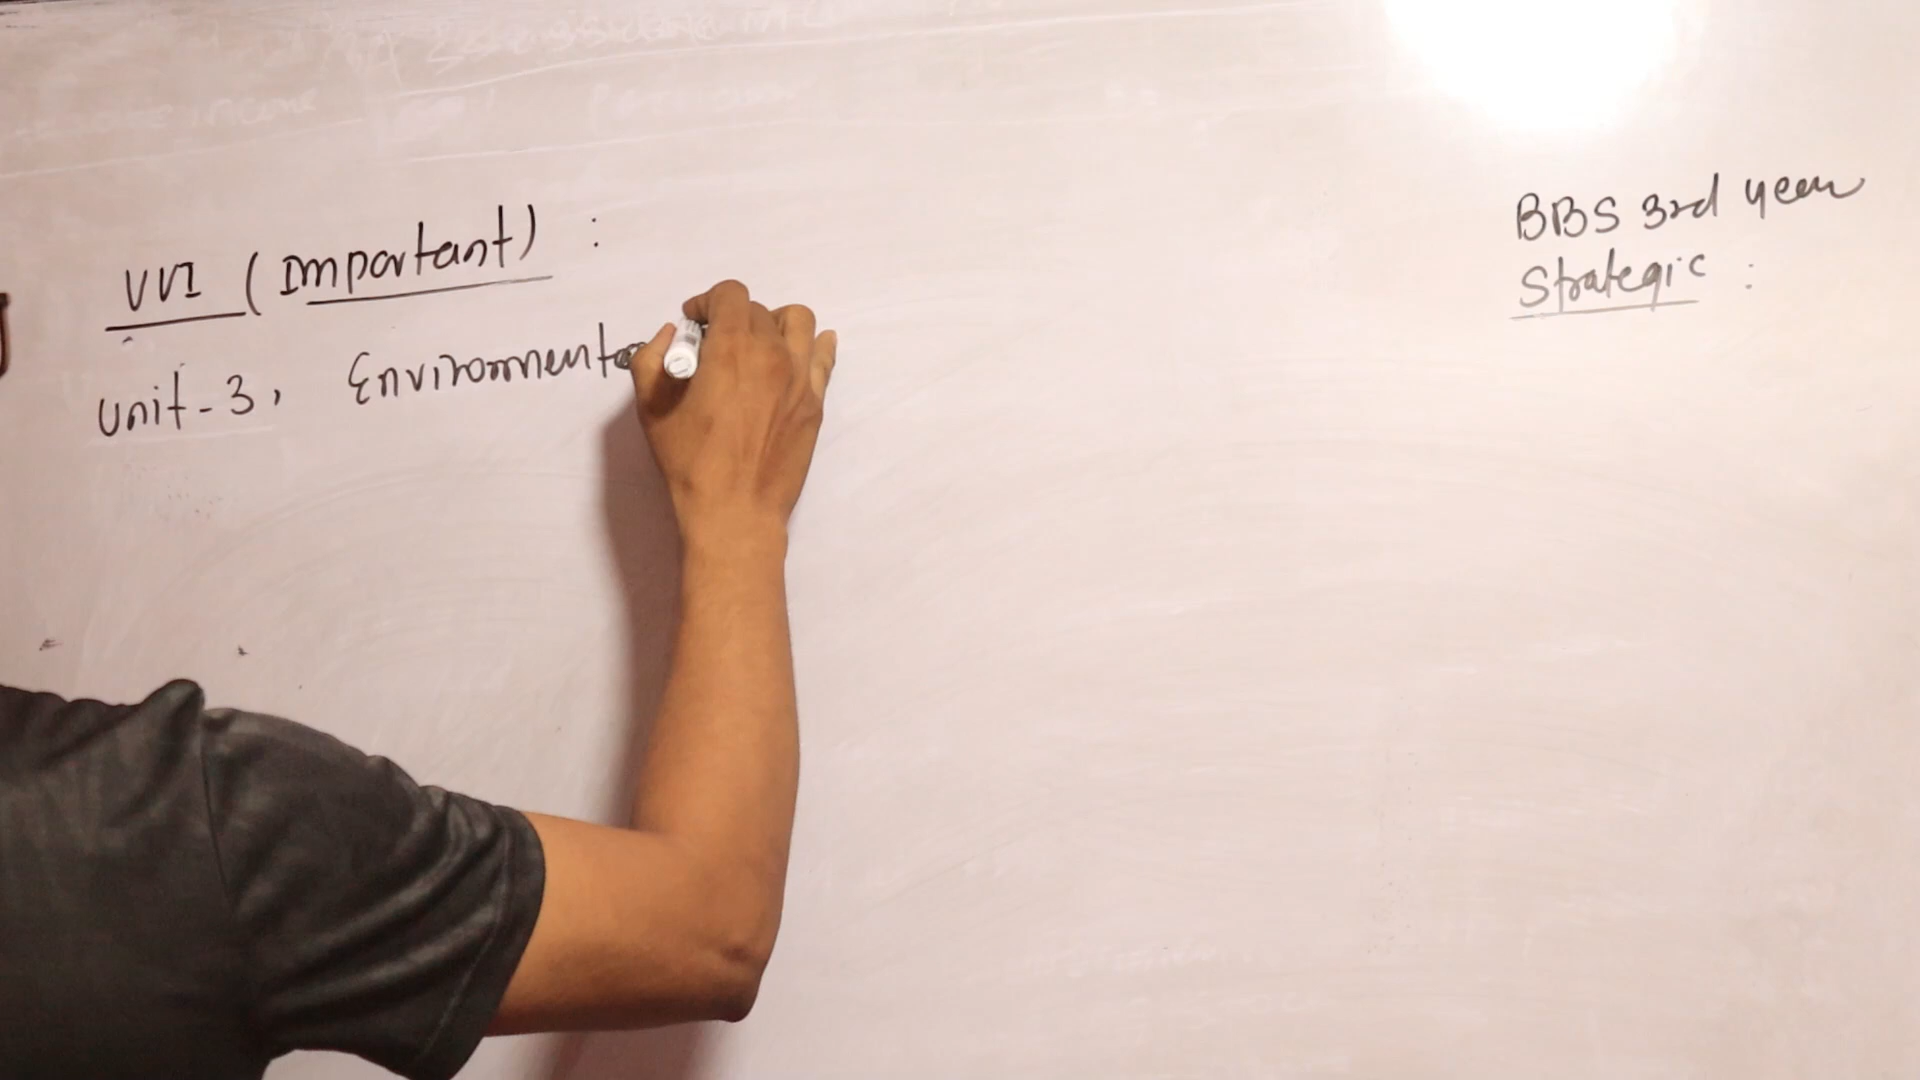 VVI (Important) :
Unit-3, Environmenta
BBS 3rd year
Strategic :